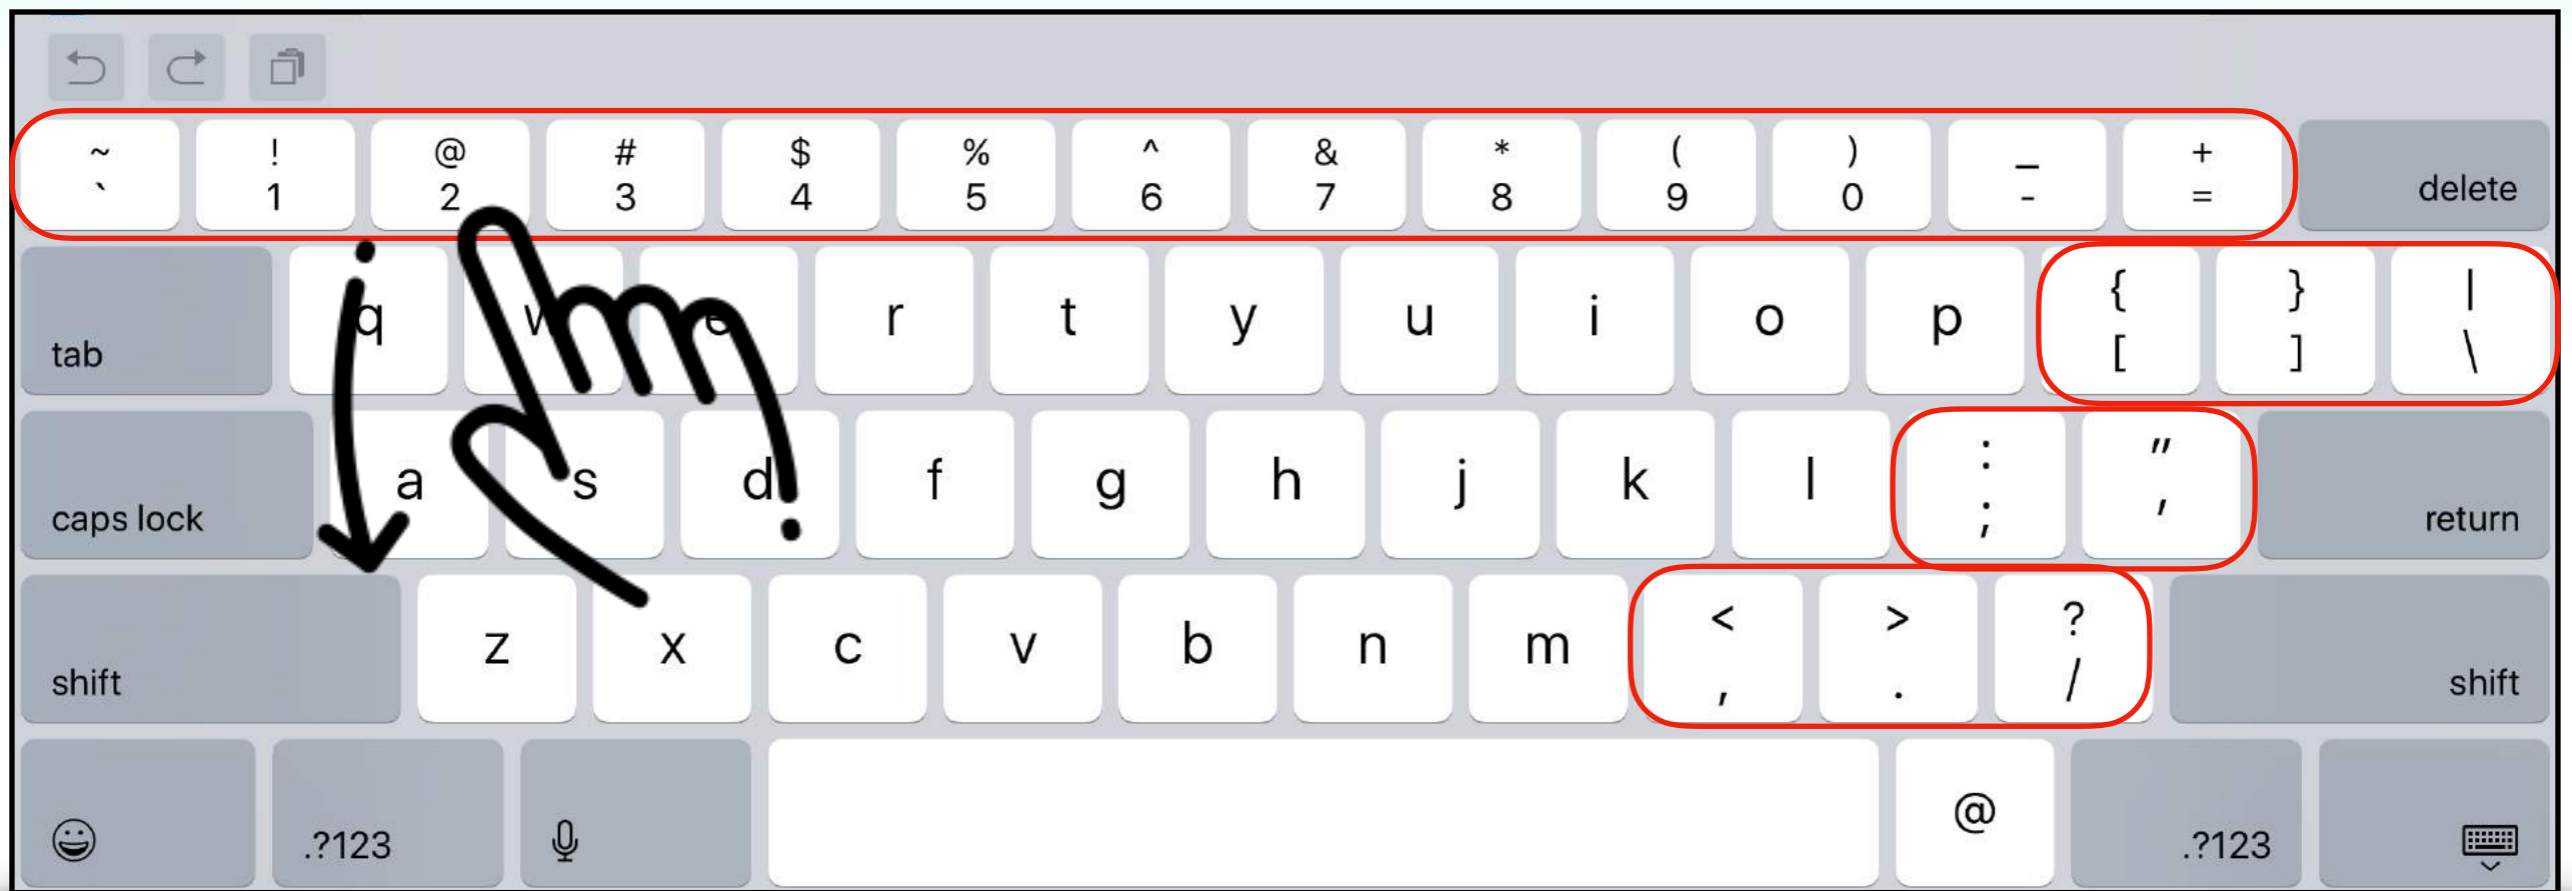 ~ ! @ # $ % ^ & * ( ) _ +
` 1 2 3 4 5 6 7 8 9 0 - = delete
{ } |
tab q w e r t y u i o p [ ] \
: "
caps lock a s d f g h j k l ; ' return
< > ?
shift z x c v b n m , . / shift
.?123 @ .?123